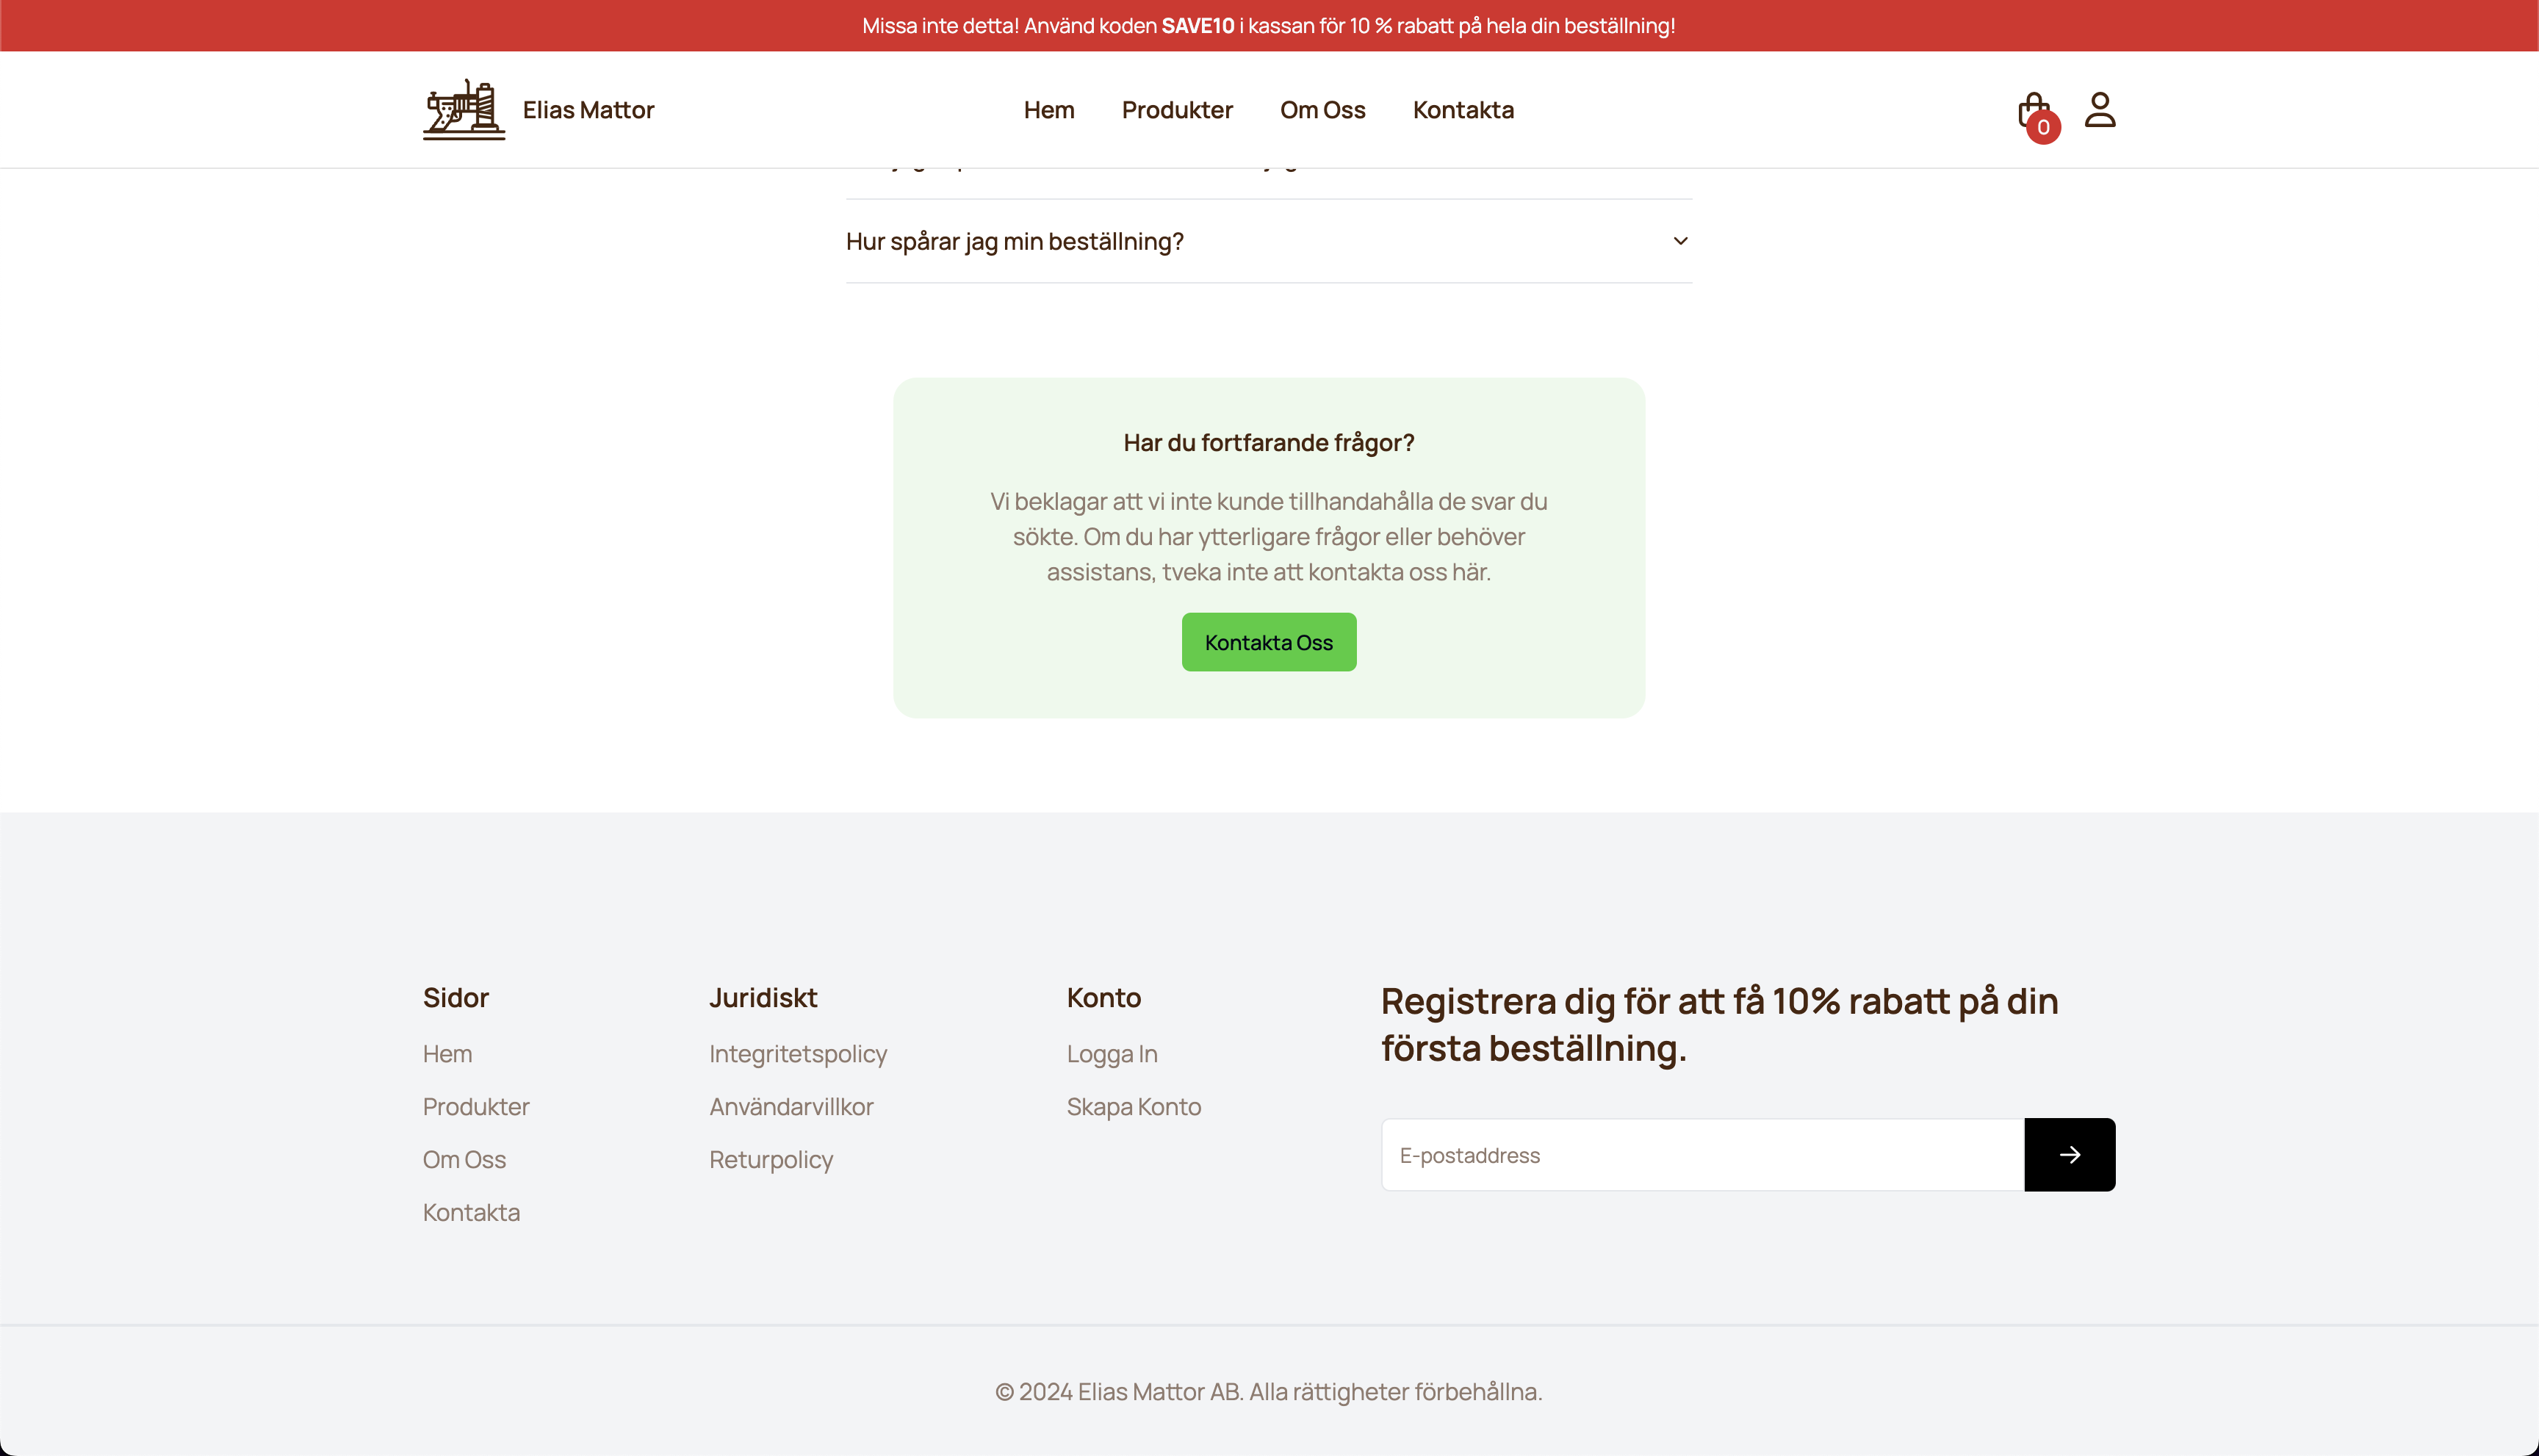 Missa inte detta! Använd koden SAVE10 i kassan för 10 % rabatt på hela din beställning!
Elias Mattor
Hem
Produkter
Om Oss
Kontakta
0
Hur spårar jag min beställning?
Har du fortfarande frågor?
Vi beklagar att vi inte kunde tillhandahålla de svar du
sökte. Om du har ytterligare frågor eller behöver
assistans, tveka inte att kontakta oss här.
Kontakta Oss
Sidor
Hem
Produkter
Om Oss
Kontakta
Juridiskt
Integritetspolicy
Användarvillkor
Returpolicy
Konto
Logga In
Skapa Konto
Registrera dig för att få 10% rabatt på din
första beställning.
E-postaddress
© 2024 Elias Mattor AB. Alla rättigheter förbehållna.